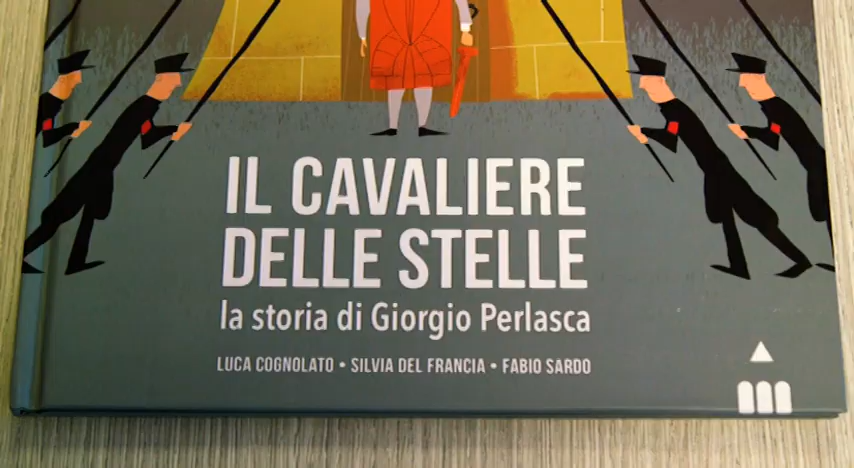 IL CAVALIERE
DELLE STELLE
la storia di Giorgio Perlasca
LUCA COGNOLATO • SILVIA DEL FRANCIA • FABIO SARDO